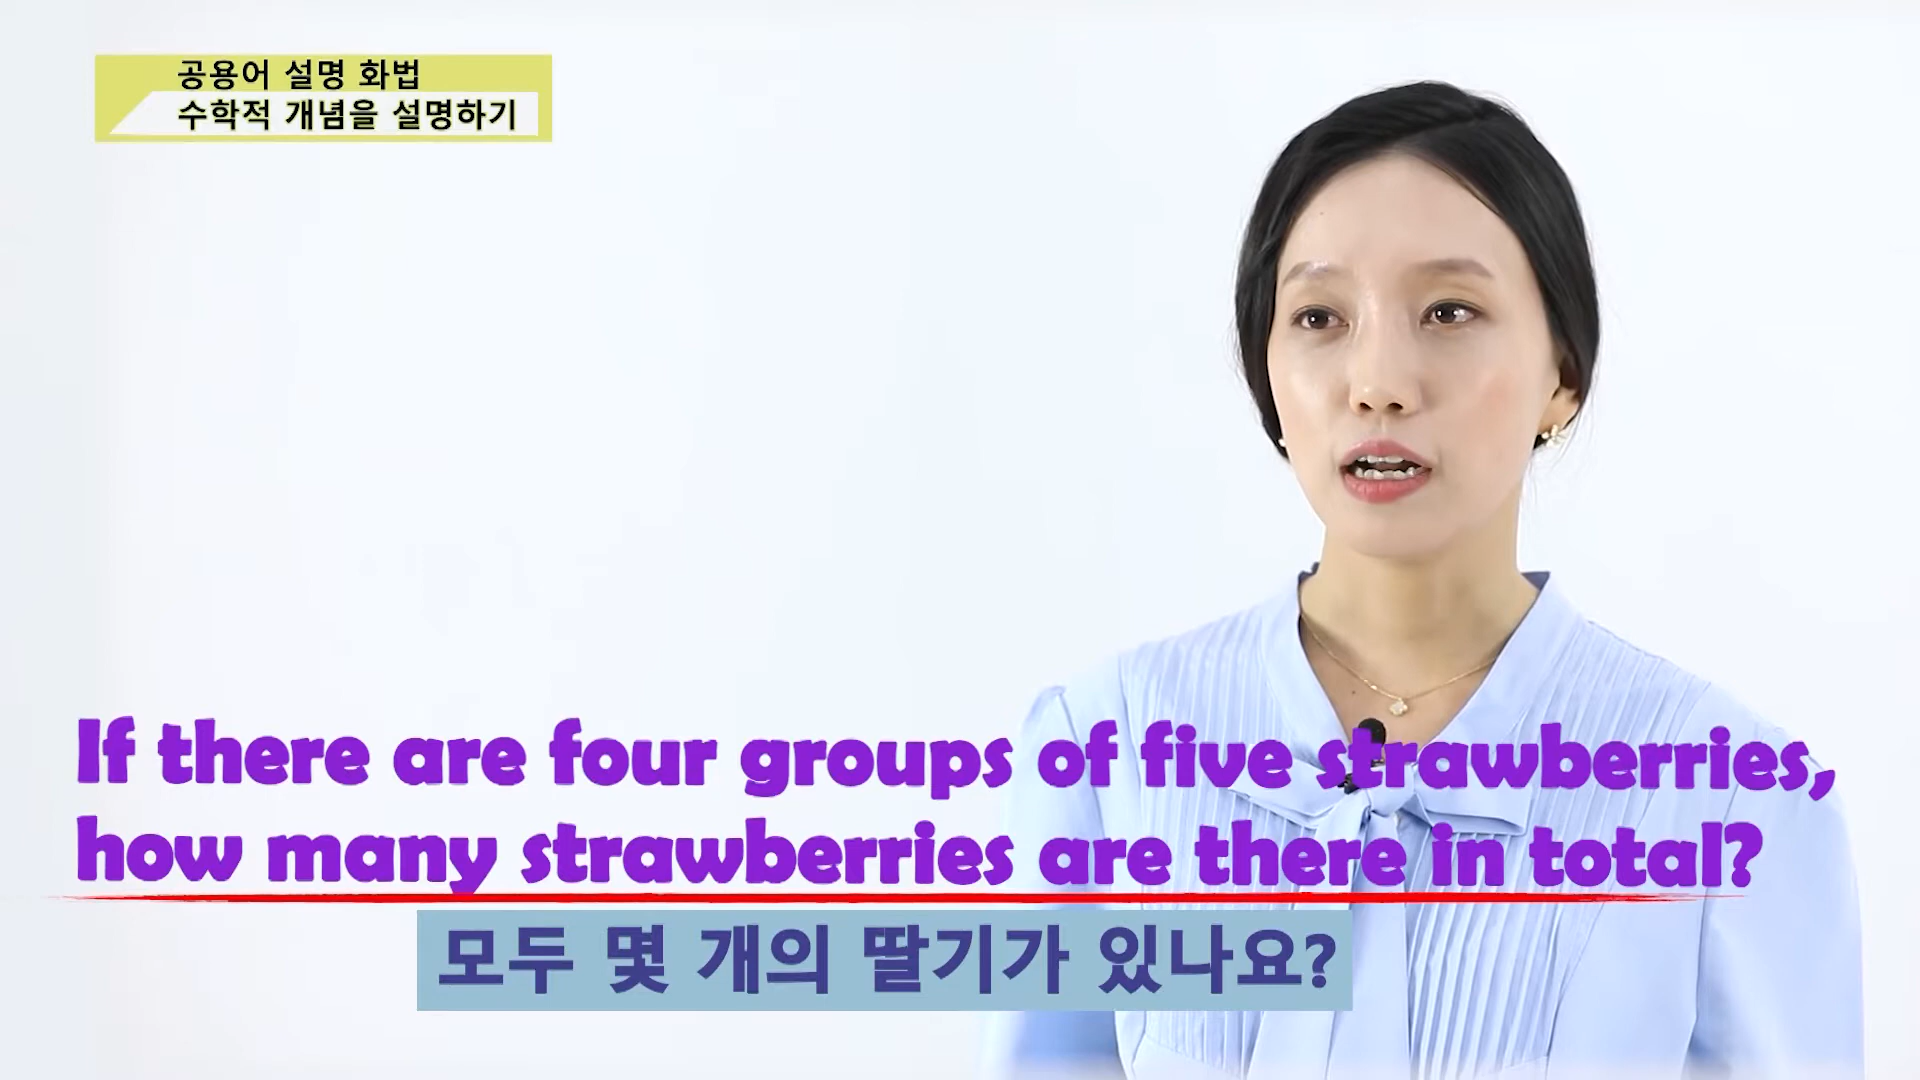 공용어 설명 화법
수학적 개념을 설명하기
If there are four groups of five strawberries,
how many strawberries are there in total?
모두 몇 개의 딸기가 있나요?